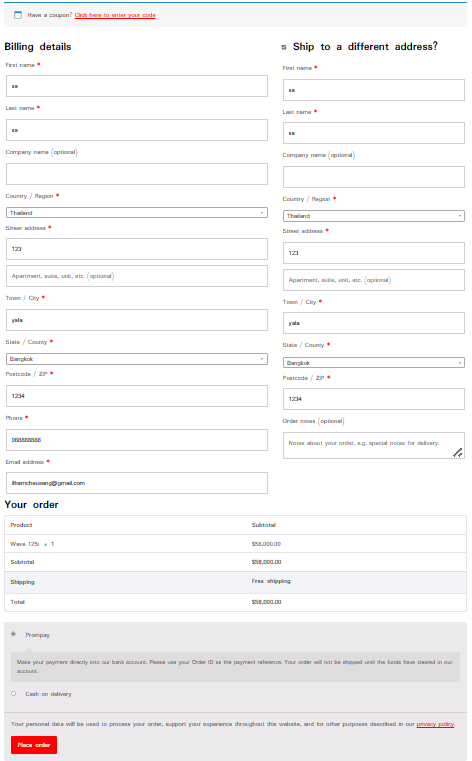 Have a coupon? Click here to enter your code
Billing details
First name *
sa
Last name *
sa
Company name (optional)
Country / Region *
Thailand
Street address *
123
Apartment, suite, unit, etc. (optional)
Town / City *
yala
State / County *
Bangkok
Postcode / ZIP *
1234
Phone *
Email address *
ilhamcheuseng@gmail.com
Ship to a different address?
First name *
sa
Last name *
sa
Company name (optional)
Country / Region *
Thailand
Street address *
123
Apartment, suite, unit, etc. (optional)
Town / City *
yala
State / County *
Bangkok
Postcode / ZIP *
1234
Order notes (optional)
Notes about your order, e.g. special notes for delivery.
Your order
Product Subtotal
Wave 125i × 1 $58,000.00
Subtotal $58,000.00
Shipping Free shipping
Total $58,000.00
Prompay
Make your payment directly into our bank account. Please use your Order ID as the payment reference. Your order will not be shipped until the funds have cleared in our
account.
Cash on delivery
Your personal data will be used to process your order, support your experience throughout this website, and for other purposes described in our privacy policy.
Place order